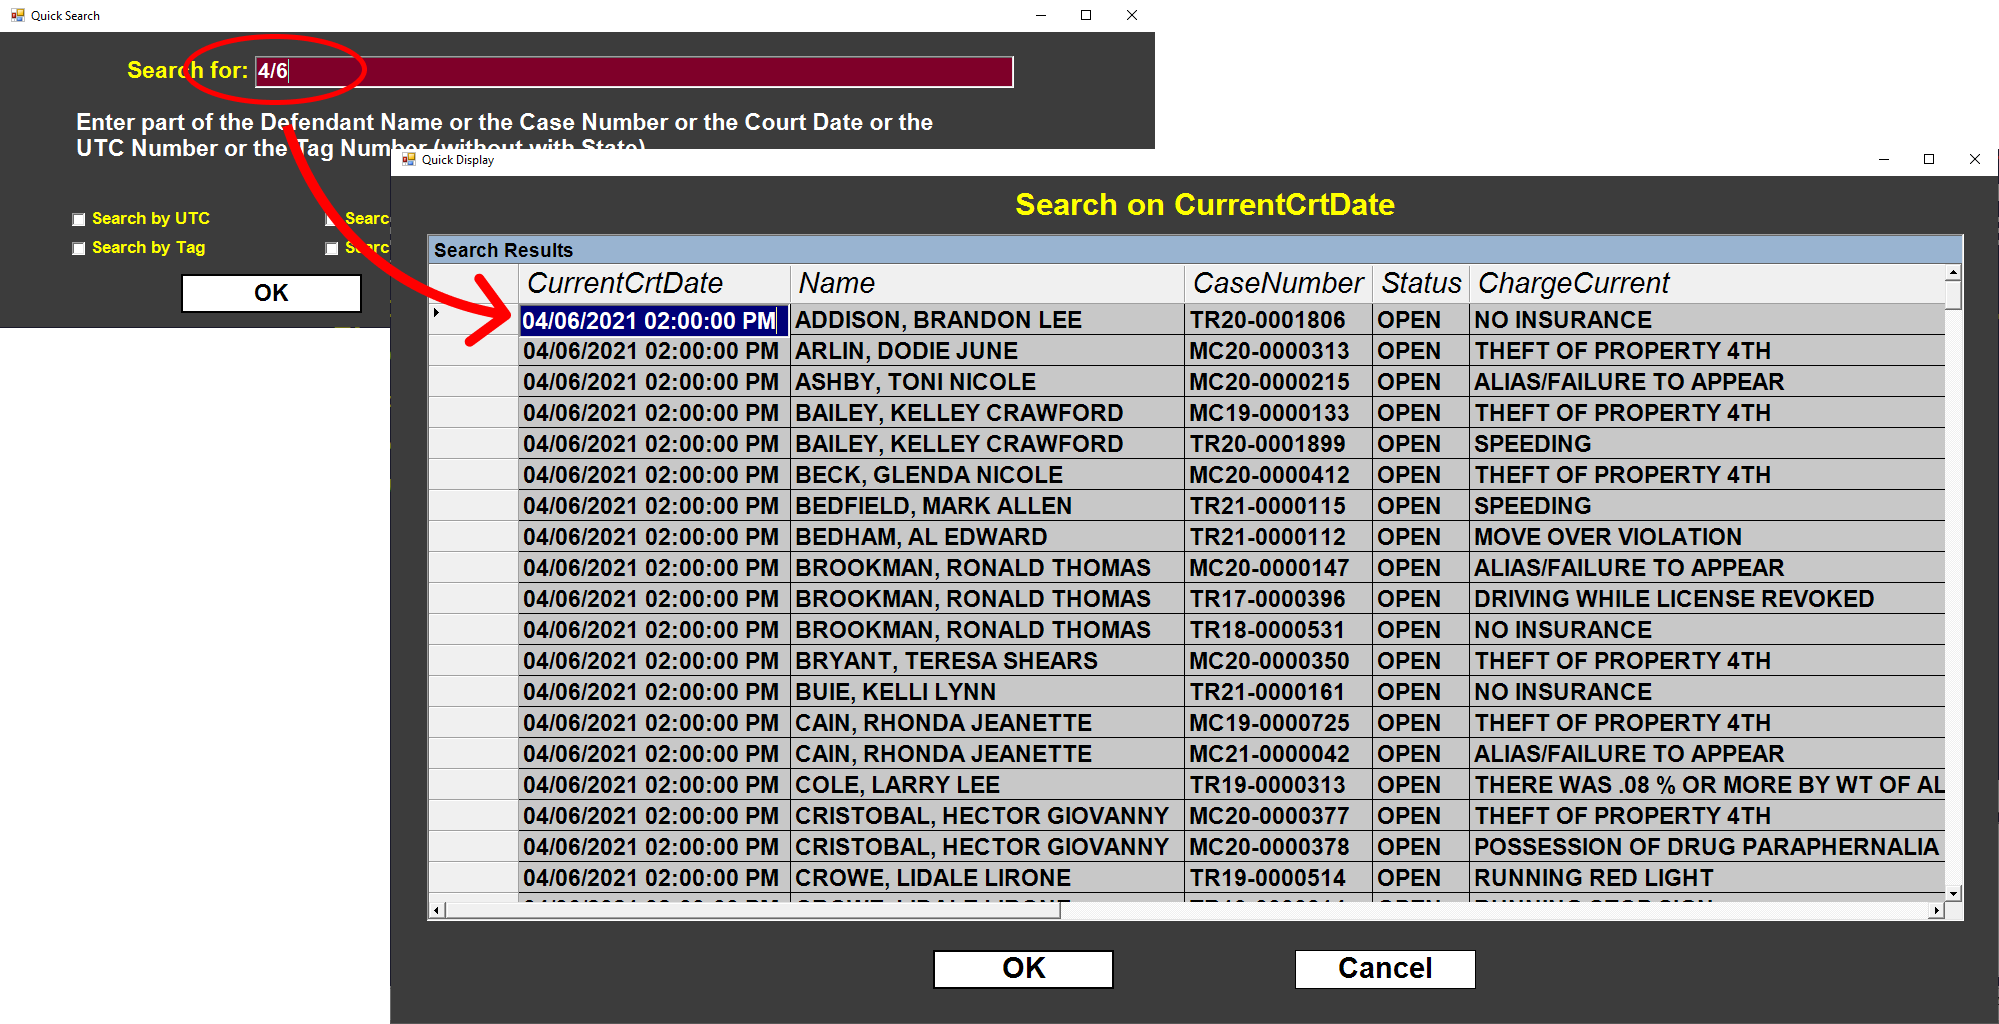 Quick Search
Search for: 4/6
Enter part of the Defendant Name or the Case Number or the Court Date or the
UTC Number or the Tag Number (without with State)
Search by UTC
Search by Tag
OK
Quick Display
Search on CurrentCrtDate
Search Results
CurrentCrtDate Name CaseNumber Status ChargeCurrent
04/06/2021 02:00:00 PM ADDISON, BRANDON LEE TR20-0001806 OPEN NO INSURANCE
04/06/2021 02:00:00 PM ARLIN, DODIE JUNE MC20-0000313 OPEN THEFT OF PROPERTY 4TH
04/06/2021 02:00:00 PM ASHBY, TONI NICOLE MC20-0000215 OPEN ALIAS/FAILURE TO APPEAR
04/06/2021 02:00:00 PM BAILEY, KELLEY CRAWFORD MC19-0000133 OPEN THEFT OF PROPERTY 4TH
04/06/2021 02:00:00 PM BAILEY, KELLEY CRAWFORD TR20-0001899 OPEN SPEEDING
04/06/2021 02:00:00 PM BECK, GLENDA NICOLE MC20-0000412 OPEN THEFT OF PROPERTY 4TH
04/06/2021 02:00:00 PM BEDFIELD, MARK ALLEN TR21-0000115 OPEN SPEEDING
04/06/2021 02:00:00 PM BEDHAM, AL EDWARD TR21-0000112 OPEN MOVE OVER VIOLATION
04/06/2021 02:00:00 PM BROOKMAN, RONALD THOMAS MC20-0000147 OPEN ALIAS/FAILURE TO APPEAR
04/06/2021 02:00:00 PM BROOKMAN, RONALD THOMAS TR17-0000396 OPEN DRIVING WHILE LICENSE REVOKED
04/06/2021 02:00:00 PM BROOKMAN, RONALD THOMAS TR18-0000531 OPEN NO INSURANCE
04/06/2021 02:00:00 PM BRYANT, TERESA SHEARS MC20-0000350 OPEN THEFT OF PROPERTY 4TH
04/06/2021 02:00:00 PM BUIE, KELLI LYNN TR21-0000161 OPEN NO INSURANCE
04/06/2021 02:00:00 PM CAIN, RHONDA JEANETTE MC19-0000725 OPEN THEFT OF PROPERTY 4TH
04/06/2021 02:00:00 PM CAIN, RHONDA JEANETTE MC21-0000042 OPEN ALIAS/FAILURE TO APPEAR
04/06/2021 02:00:00 PM COLE, LARRY LEE TR19-0000313 OPEN THERE WAS .08 % OR MORE BY WT OF AL
04/06/2021 02:00:00 PM CRISTOBAL, HECTOR GIOVANNY MC20-0000377 OPEN THEFT OF PROPERTY 4TH
04/06/2021 02:00:00 PM CRISTOBAL, HECTOR GIOVANNY MC20-0000378 OPEN POSSESSION OF DRUG PARAPHERNALIA
04/06/2021 02:00:00 PM CROWE, LIDALE LIRONE TR19-0000514 OPEN RUNNING RED LIGHT
OK Cancel